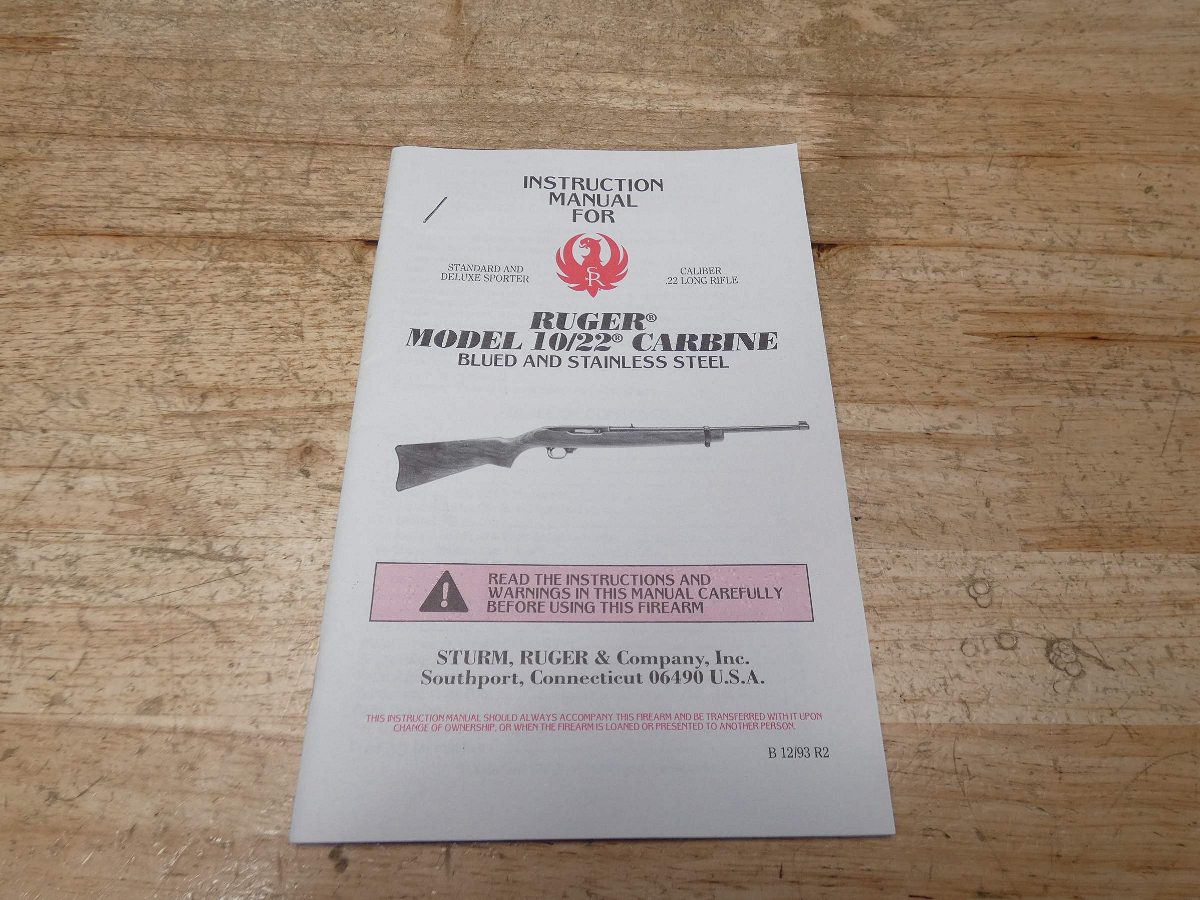 INSTRUCTION
MANUAL
FOR
STANDARD AND
DELUXE SPORTER
SR
CALIBER
.22 LONG RIFLE
RUGER®
MODEL 10/22® CARBINE
BLUED AND STAINLESS STEEL
READ THE INSTRUCTIONS AND
WARNINGS IN THIS MANUAL CAREFULLY
BEFORE USING THIS FIREARM
STURM, RUGER & Company, Inc.
Southport, Connecticut 06490 U.S.A.
THIS INSTRUCTION MANUAL SHOULD ALWAYS ACCOMPANY THIS FIREARM AND BE TRANSFERRED WITH IT UPON
CHANGE OF OWNERSHIP, OR WHEN THE FIREARM IS LOANED OR PRESENTED TO ANOTHER PERSON.
B 12/93 R2